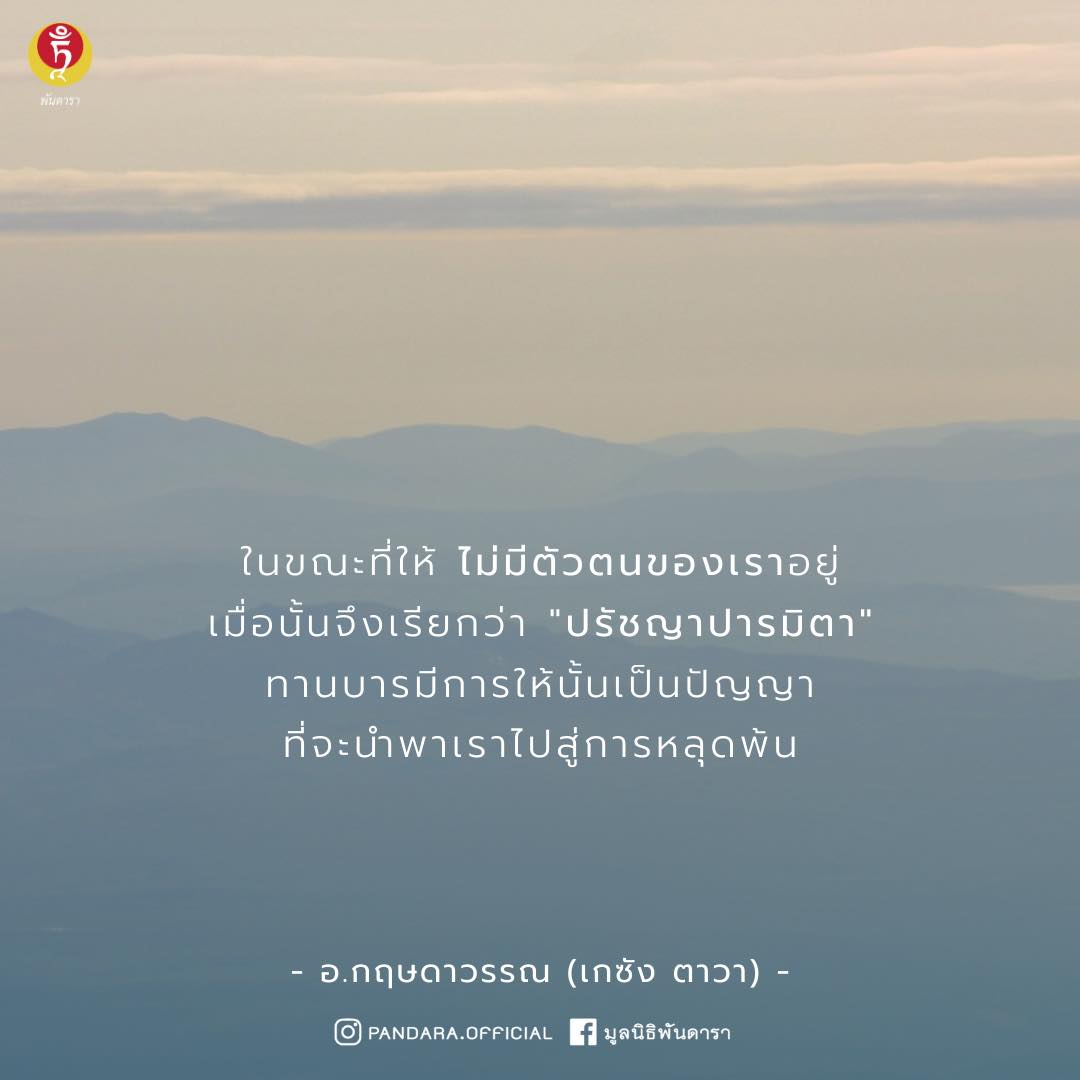 พันดารา
ในขณะที่ให้ ไม่มีตัวตนของเราอยู่
เมื่อนั้นจึงเรียกว่า "ปรัชญาปารมิตา"
ทานบารมีการให้นั้นเป็นปัญญา
ที่จะนำพาเราไปสู่การหลุดพ้น
- อ.กฤษดาวรรณ (เกซัง ตาวา) -
PANDARA.OFFICIAL มูลนิธิพันดารา